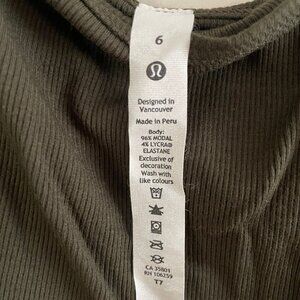 6
Designed in
Vancouver
Made in Peru
Body:
96% MODAL
4% LYCRA®
ELASTANE
Exclusive of
decoration
Wash with
like colours
CA 35801
RN 106259
T7